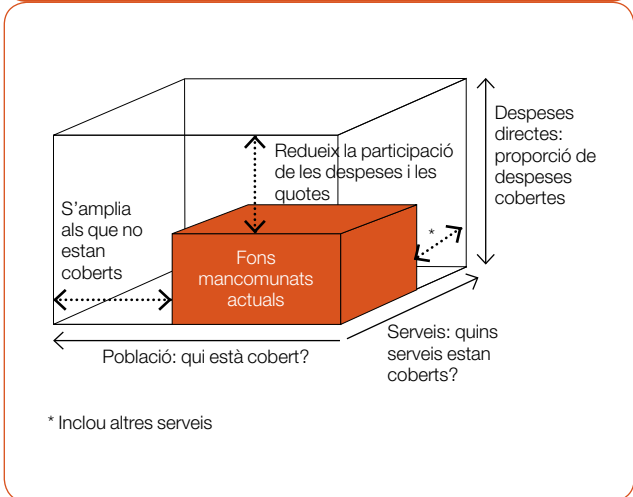 Despeses
directes:
proporció de
despeses
cobertes
Redueix la participació
de les despeses i les
quotes
S’amplia
als que no
estan
coberts
*
Fons
mancomunats
actuals
Serveis: quins
serveis estan
coberts?
Població: qui està cobert?
* Inclou altres serveis